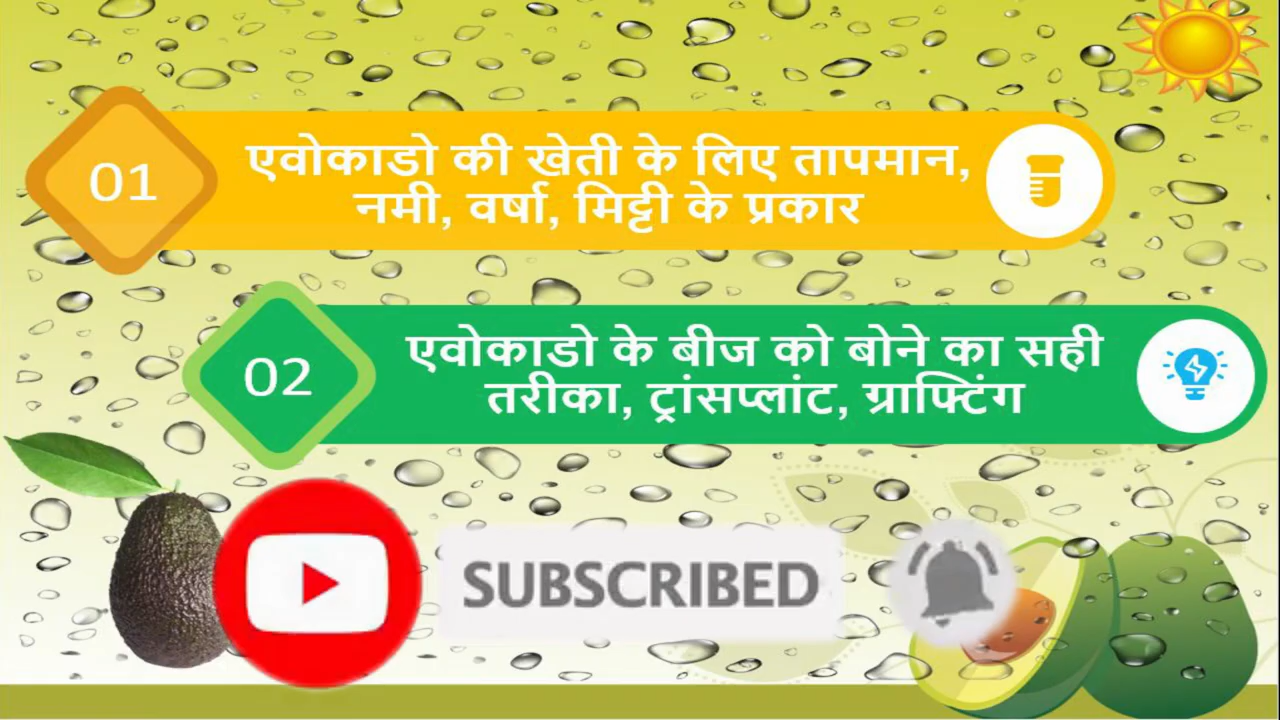 01
एवोकाडो की खेती के लिए तापमान,
नमी, वर्षा, मिट्टी के प्रकार
02
एवोकाडो के बीज को बोने का सही
तरीका, ट्रांसप्लांट, ग्राफ्टिंग
SUBSCRIBED